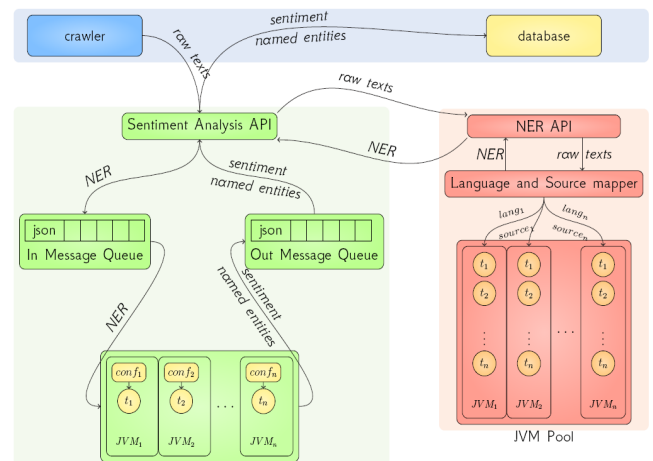 crawler
raw texts
sentiment
named entities
database
Sentiment Analysis API
raw texts
NER
NER API
NER
raw texts
Language and Source mapper
NER
sentiment
named entities
json
In Message Queue
json
Out Message Queue
lang₁
source₁
langₙ
sourceₙ
t₁
t₂
⋮
tₙ
JVM₁
t₁
t₂
⋮
tₙ
JVM₂
...
t₁
t₂
⋮
tₙ
JVMₙ
JVM Pool
NER
sentiment
named entities
conf₁
t₁
JVM₁
conf₂
t₂
JVM₂
...
confₙ
tₙ
JVMₙ